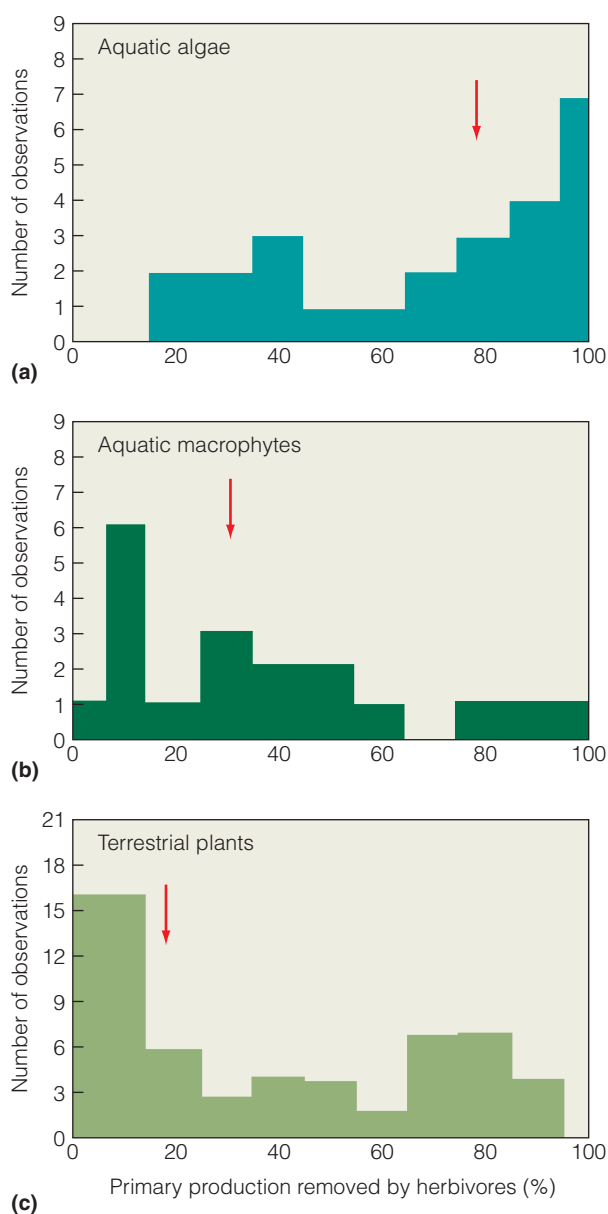 9
Aquatic algae
8
7
6
5
4
3
2
1
0
Number of observations
0 20 40 60 80 100
(a)
9
Aquatic macrophytes
8
7
6
5
4
3
2
1
0
Number of observations
0 20 40 60 80 100
(b)
21
Terrestrial plants
18
15
12
9
6
3
0
Number of observations
0 20 40 60 80 100
Primary production removed by herbivores (%)
(c)